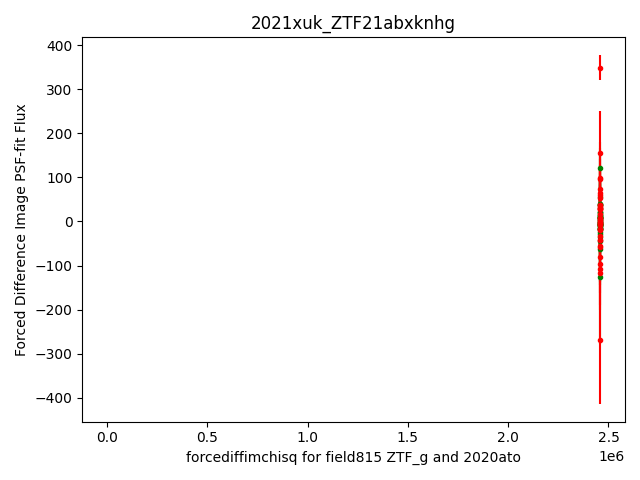 2021xuk_ZTF21abxknhg
400
300
200
100
0
−100
−200
−300
−400
Forced Difference Image PSF-fit Flux
0.0 0.5 1.0 1.5 2.0 2.5
1e6
forcediffimchisq for field815 ZTF_g and 2020ato